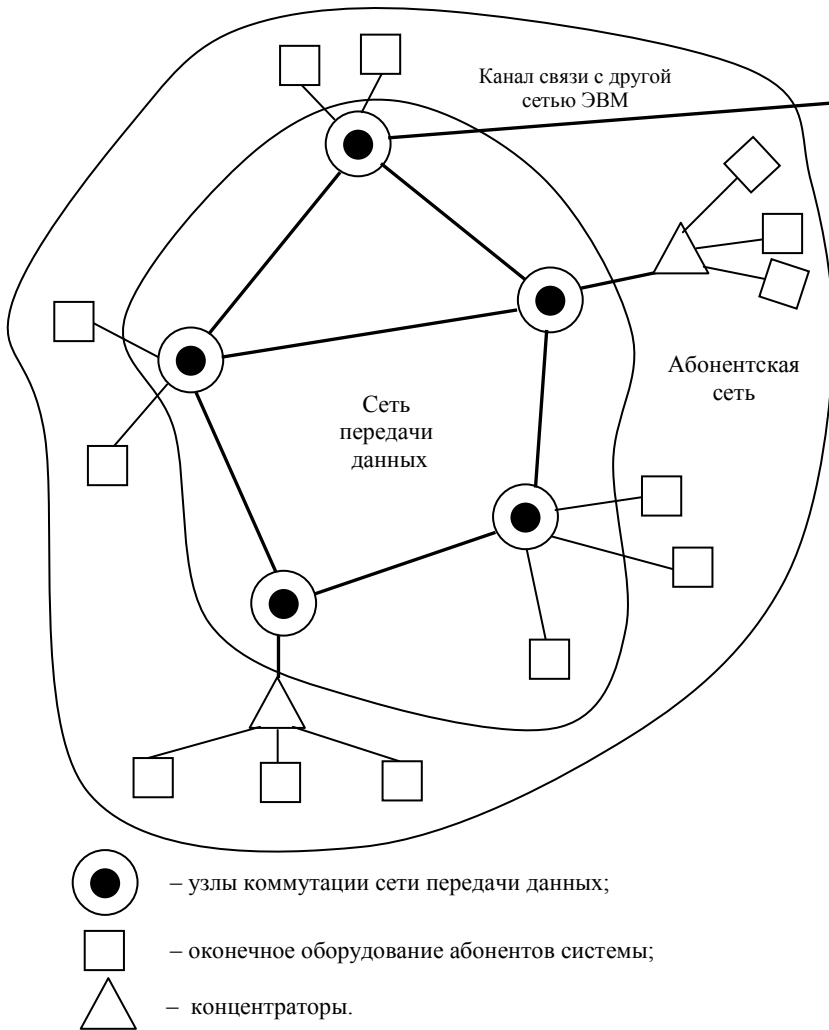 Канал связи с другой
сетью ЭВМ
Абонентская
сеть
Сеть
передачи
данных
– узлы коммутации сети передачи данных;
– оконечное оборудование абонентов системы;
– концентраторы.